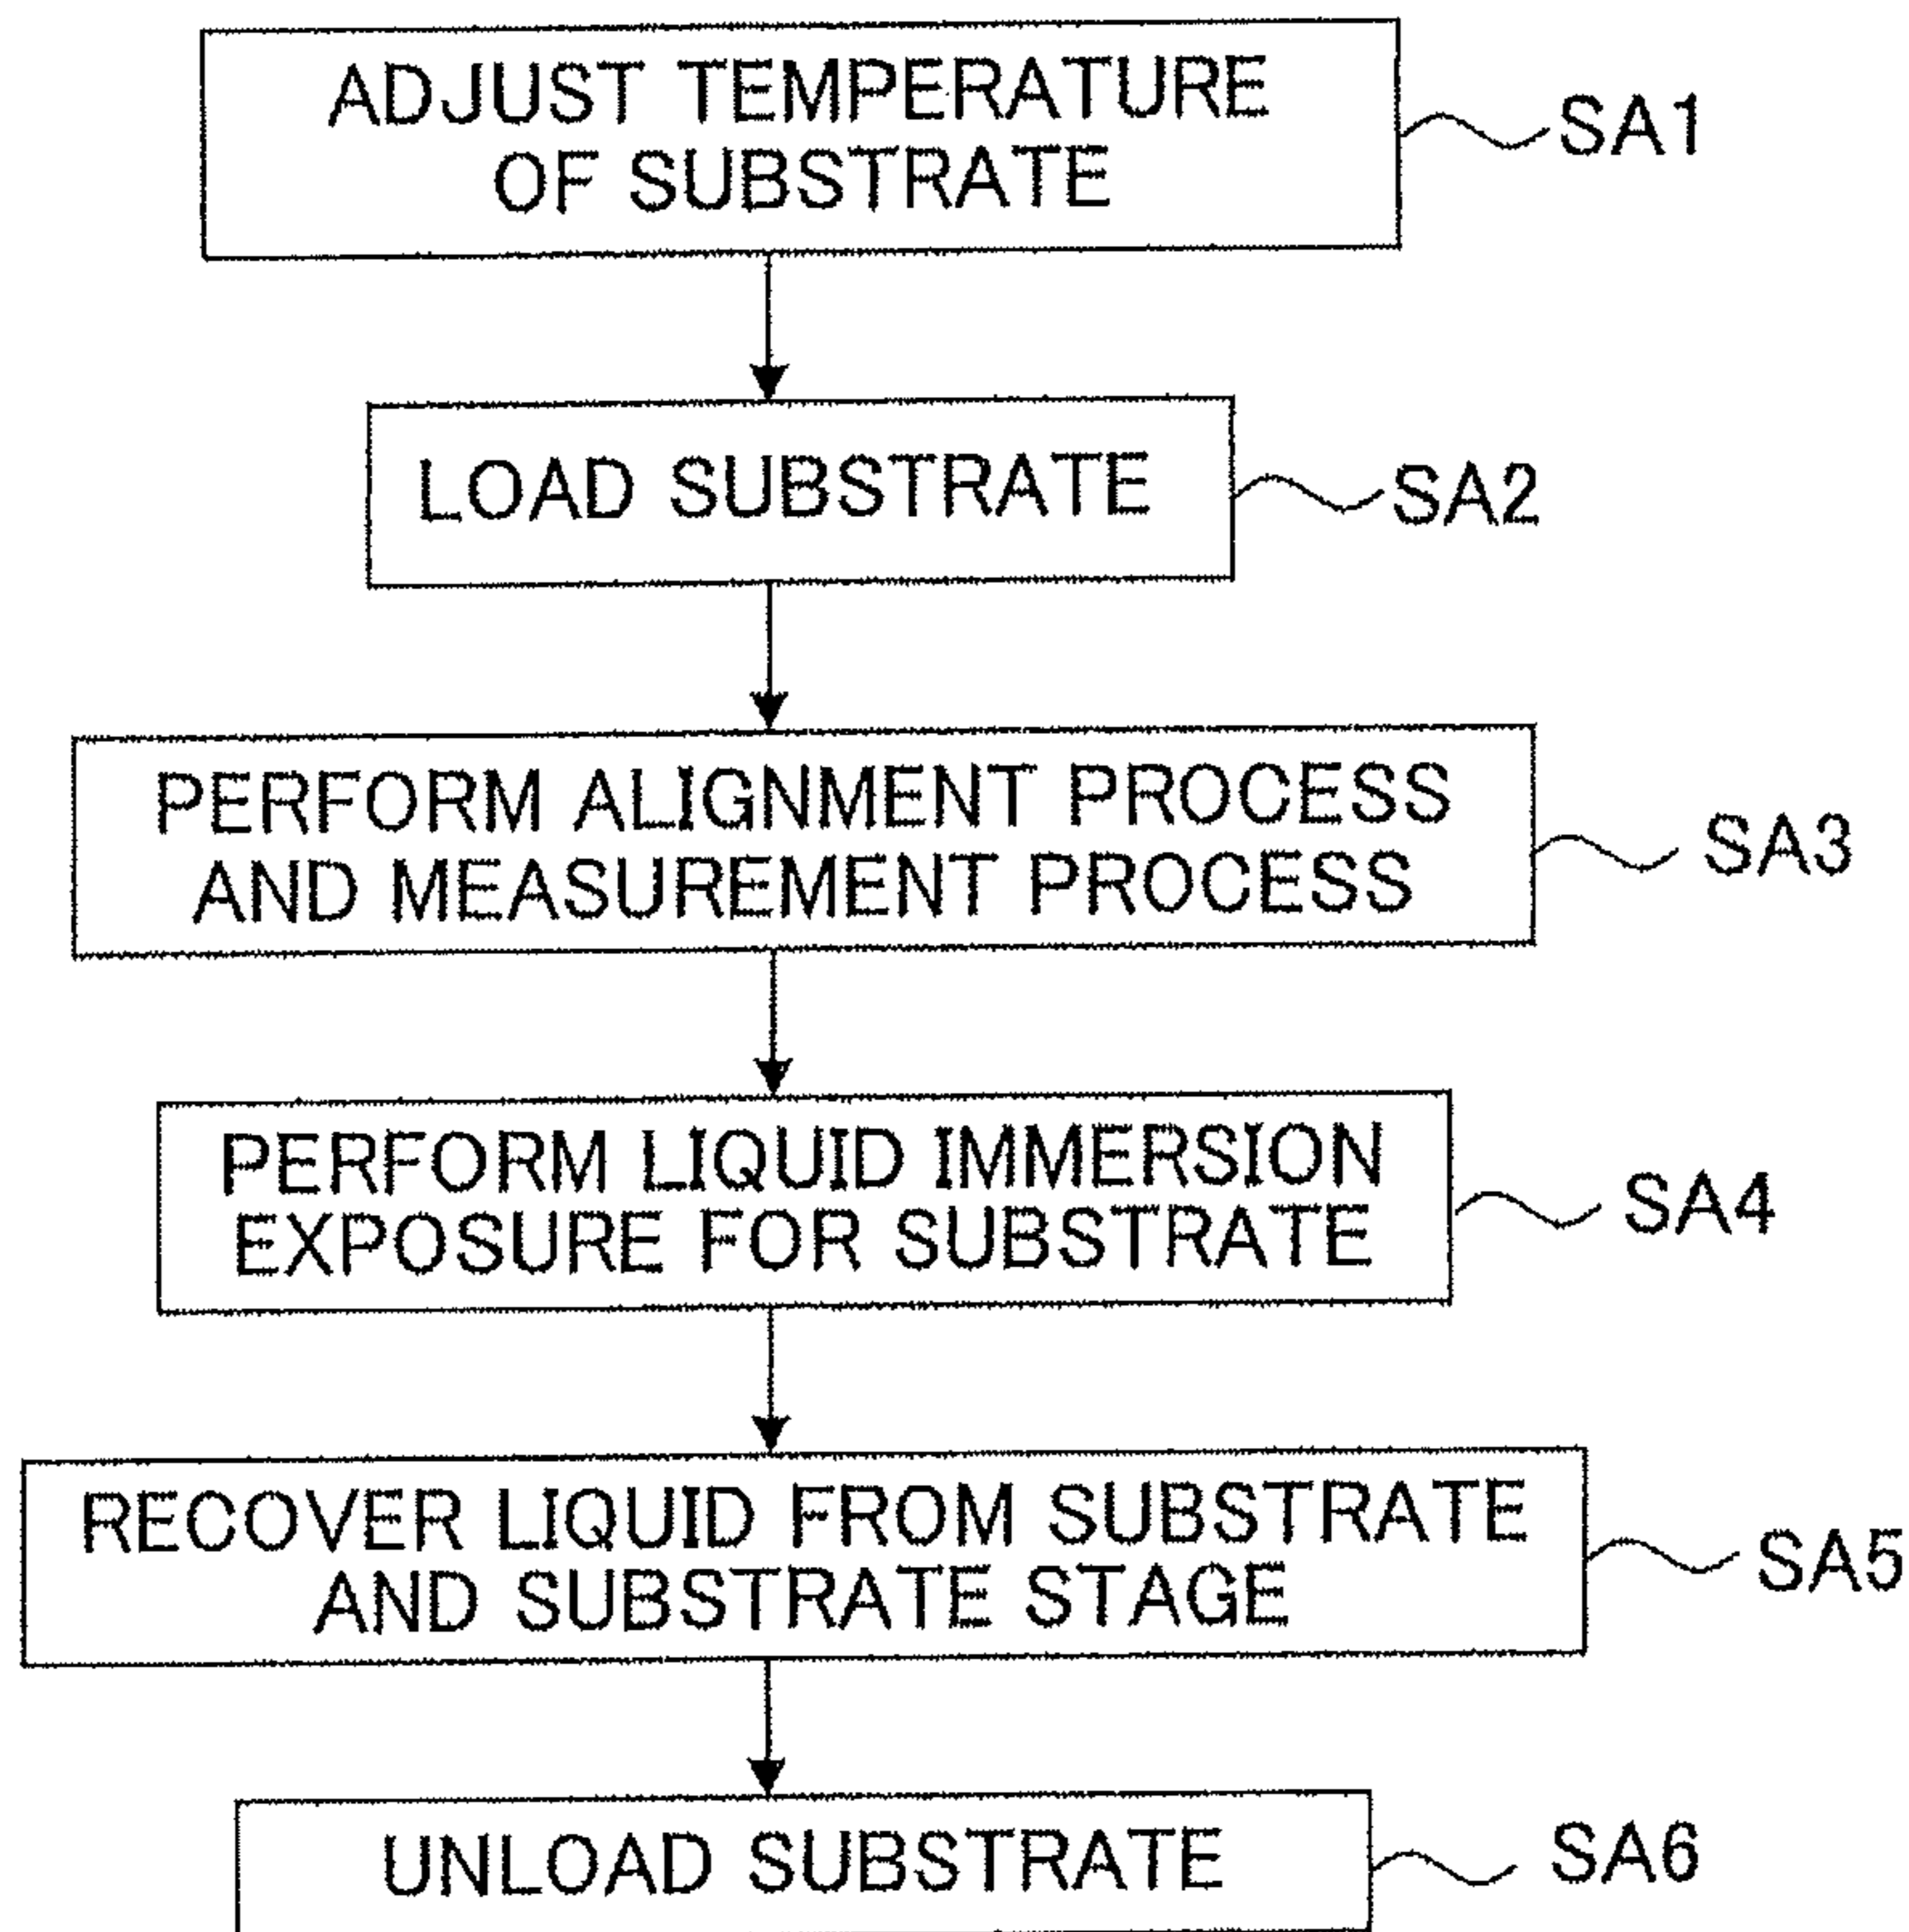 ADJUST TEMPERATURE
OF SUBSTRATE
SA1
LOAD SUBSTRATE
SA2
PERFORM ALIGNMENT PROCESS
AND MEASUREMENT PROCESS
SA3
PERFORM LIQUID IMMERSION
EXPOSURE FOR SUBSTRATE
SA4
RECOVER LIQUID FROM SUBSTRATE
AND SUBSTRATE STAGE
SA5
UNLOAD SUBSTRATE
SA6